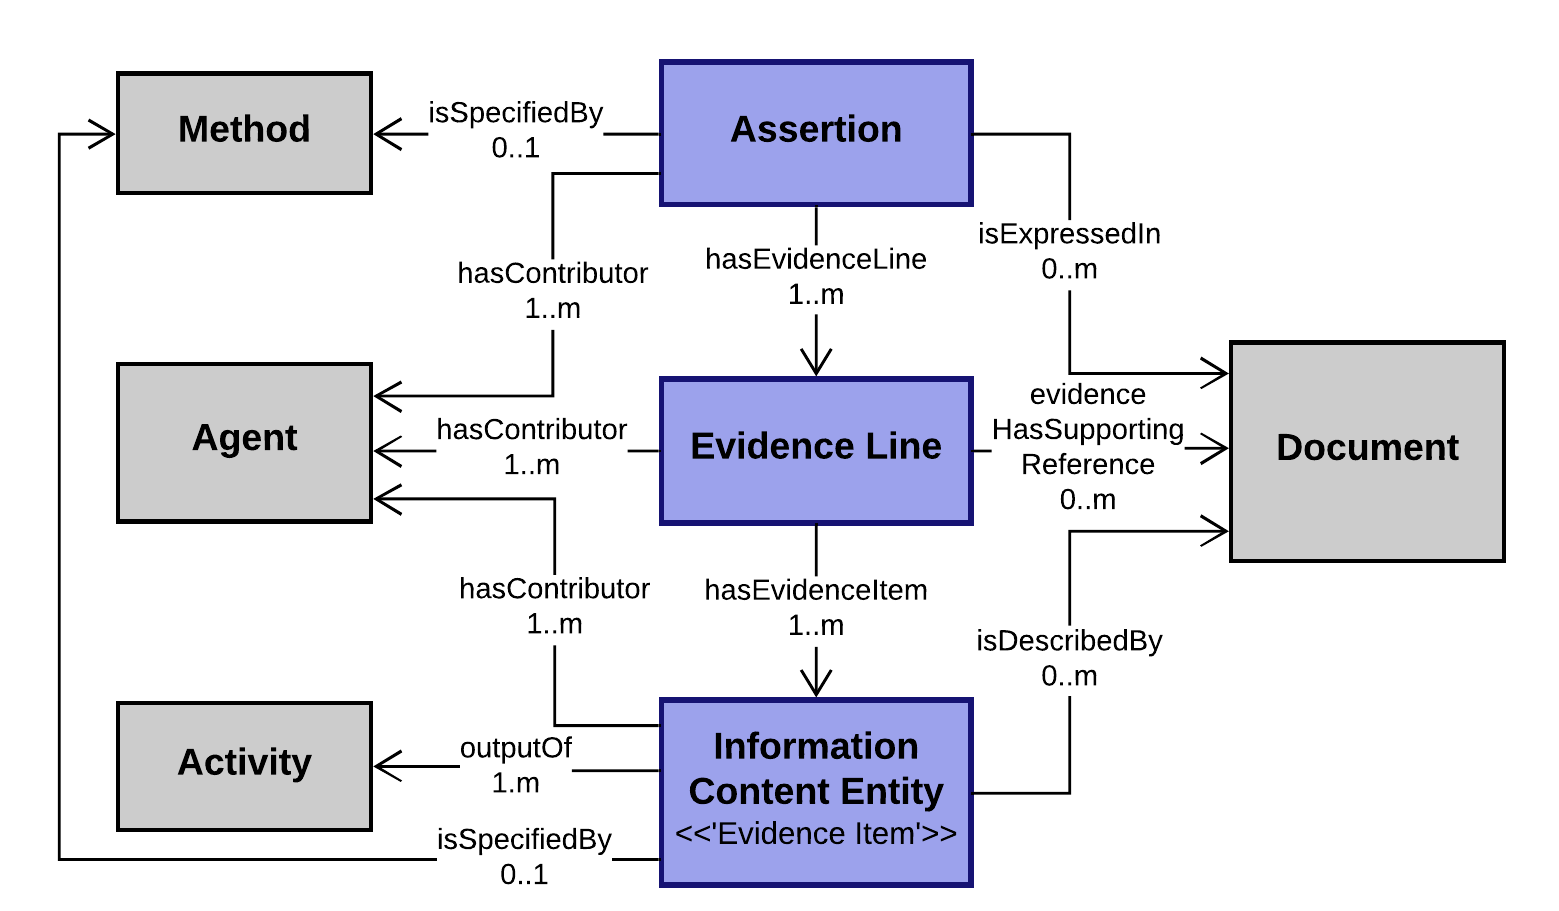 Method
isSpecifiedBy
0..1
Assertion
hasContributor
1..m
hasEvidenceLine
1..m
isExpressedIn
0..m
Agent
hasContributor
1..m
Evidence Line
evidence
HasSupporting
Reference
0..m
Document
hasContributor
1..m
hasEvidenceItem
1..m
isDescribedBy
0..m
Activity
outputOf
1.m
Information
Content Entity
<<'Evidence Item'>>
isSpecifiedBy
0..1